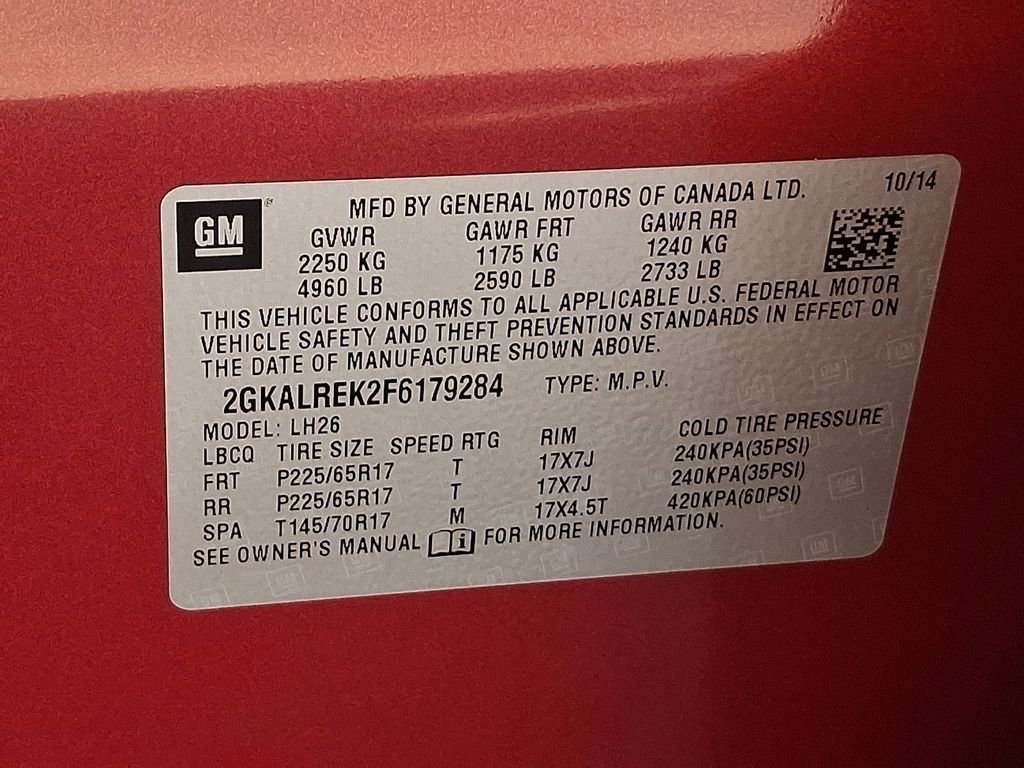 GM
MFD BY GENERAL MOTORS OF CANADA LTD. 10/14
GVWR GAWR FRT GAWR RR
2250 KG 1175 KG 1240 KG
4960 LB 2590 LB 2733 LB
THIS VEHICLE CONFORMS TO ALL APPLICABLE U.S. FEDERAL MOTOR
VEHICLE SAFETY AND THEFT PREVENTION STANDARDS IN EFFECT ON
THE DATE OF MANUFACTURE SHOWN ABOVE.
2GKALREK2F6179284 TYPE: M.P.V.
MODEL: LH26
LBCQ TIRE SIZE SPEED RTG RIM COLD TIRE PRESSURE
FRT P225/65R17 T 17X7J 240KPA(35PSI)
RR P225/65R17 T 17X7J 240KPA(35PSI)
SPA T145/70R17 M 17X4.5T 420KPA(60PSI)
SEE OWNER'S MANUAL i FOR MORE INFORMATION.